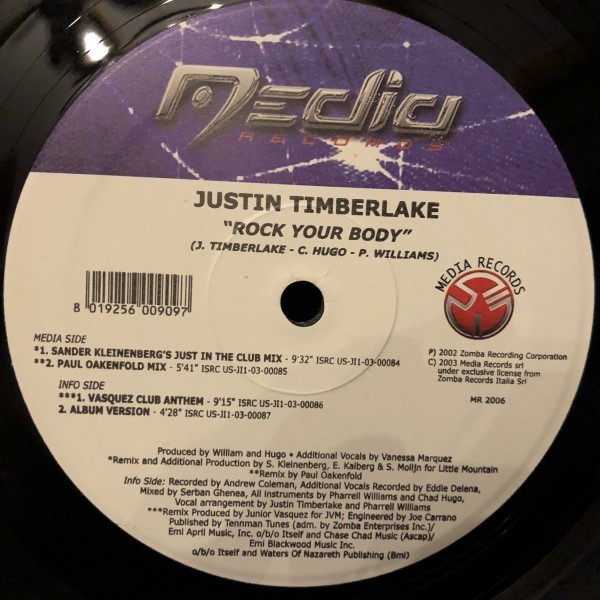 Media
RECORDS
JUSTIN TIMBERLAKE
"ROCK YOUR BODY"
(J. TIMBERLAKE - C. HUGO - P. WILLIAMS)
8 019256 009097
MEDIA RECORDS
MEDIA SIDE
*1. SANDER KLEINENBERG'S JUST IN THE CLUB MIX - 9'32" ISRC US-JI1-03-00084
**2. PAUL OAKENFOLD MIX - 5'41" ISRC US-JI1-03-00085
INFO SIDE
***1. VASQUEZ CLUB ANTHEM - 9'15" ISRC US-JI1-03-00086
2. ALBUM VERSION - 4'28" ISRC US-JI1-03-00087
P) 2002 Zomba Recording Corporation
C) 2003 Media Records srl
under exclusive license from
Zomba Records Italia Srl
MR 2006
Produced by William and Hugo • Additional Vocals by Vanessa Marquez
*Remix and Additional Production by S. Kleinenberg, E. Kalberg & S. Molijn for Little Mountain
**Remix by Paul Oakenfold
Info Side: Recorded by Andrew Coleman, Additional Vocals Recorded by Eddie Delena,
Mixed by Serban Ghenea, All instruments by Pharrell Williams and Chad Hugo,
Vocal arrangement by Justin Timberlake and Pharrell Williams
***Remix Produced by Junior Vasquez for JVM; Engineered by Joe Carrano
Published by Tennman Tunes (adm. by Zomba Enterprises Inc.)/
Emi April Music, Inc. o/b/o Itself and Chase Chad Music (Ascap)/
Emi Blackwood Music Inc.
o/b/o Itself and Waters Of Nazareth Publishing (Bmi)